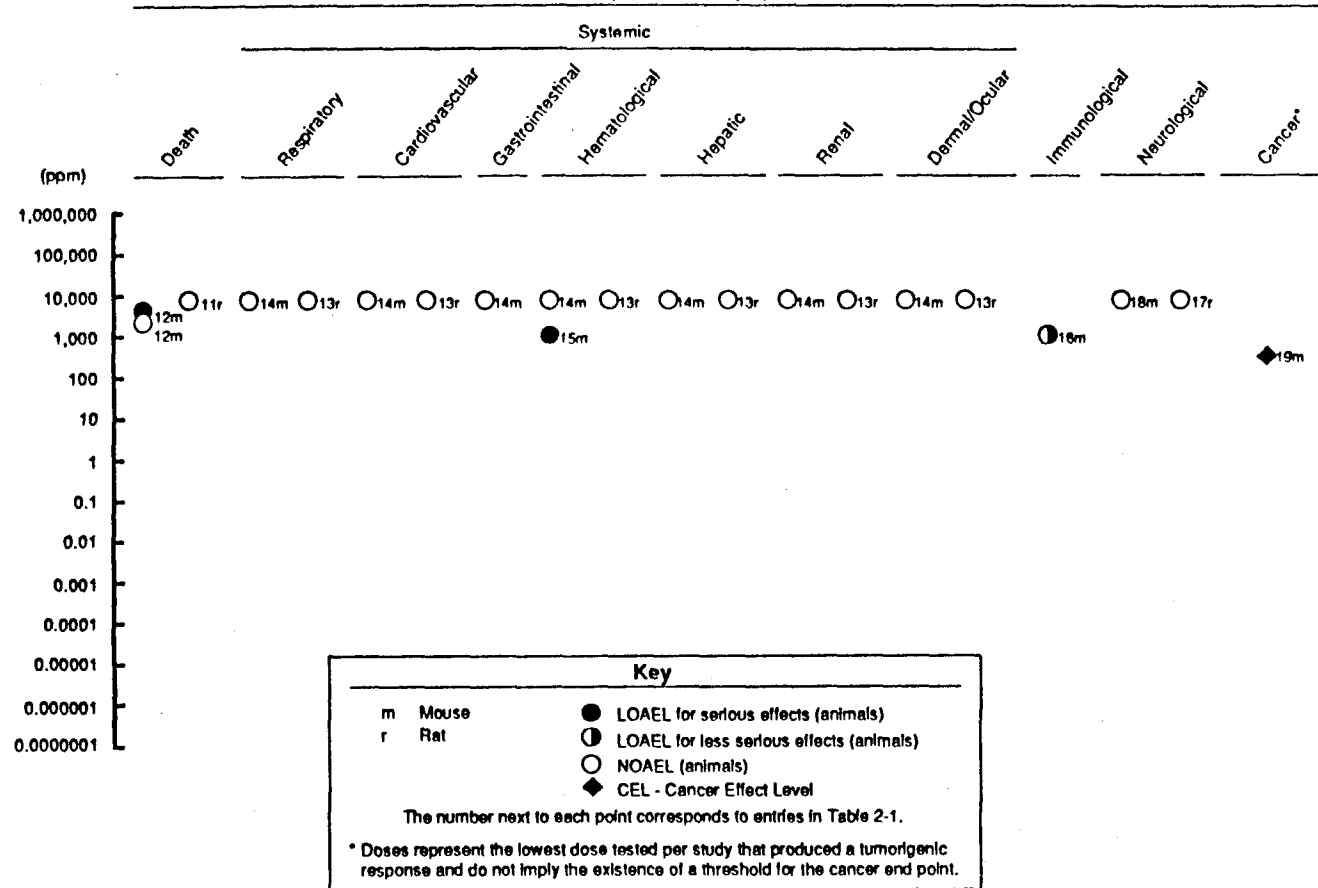 Systemic
Death Respiratory Cardiovascular Gastrointestinal Hematological Hepatic Renal Dermal/Ocular Immunological Neurological Cancer*
(ppm)
1,000,000
100,000
10,000 12m 11r 14m 13r 14m 13r 14m 14m 13r 14m 13r 14m 13r 14m 13r 18m 17r
1,000 12m 15m 16m
19m
100
10
1
0.1
0.01
0.001
0.0001
0.00001
0.000001
0.0000001
Key
m Mouse LOAEL for serious effects (animals)
r Rat LOAEL for less serious effects (animals)
NOAEL (animals)
CEL - Cancer Effect Level
The number next to each point corresponds to entries in Table 2-1.
* Doses represent the lowest dose tested per study that produced a tumorigenic
response and do not imply the existence of a threshold for the cancer end point.